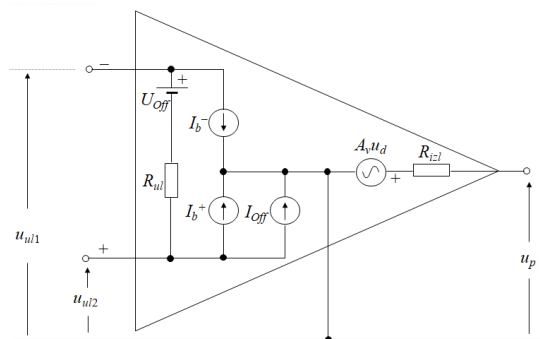 −
+
U_Off
I_b⁻
A_v u_d
R_izl
+
R_ul
I_b⁺
I_Off
u_ul1
+
u_ul2
u_p